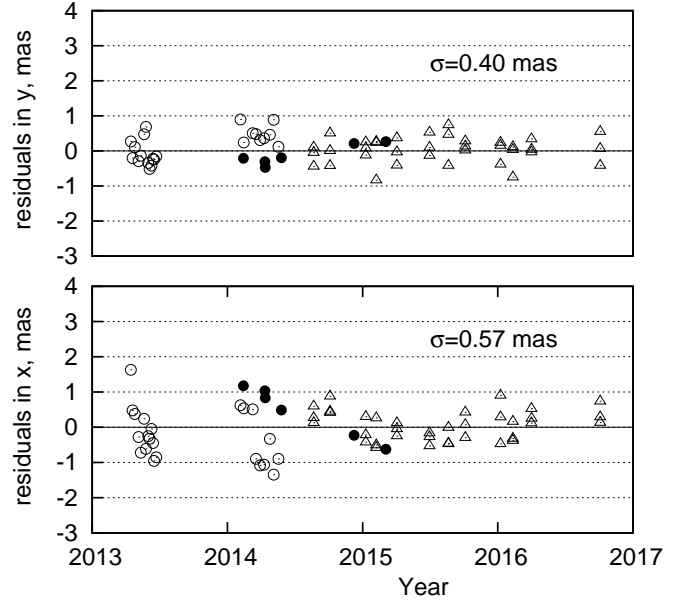 4
3
2
1
0
-1
-2
-3
residuals in y, mas
σ=0.40 mas
4
3
2
1
0
-1
-2
-3
residuals in x, mas
σ=0.57 mas
2013 2014 2015 2016 2017
Year